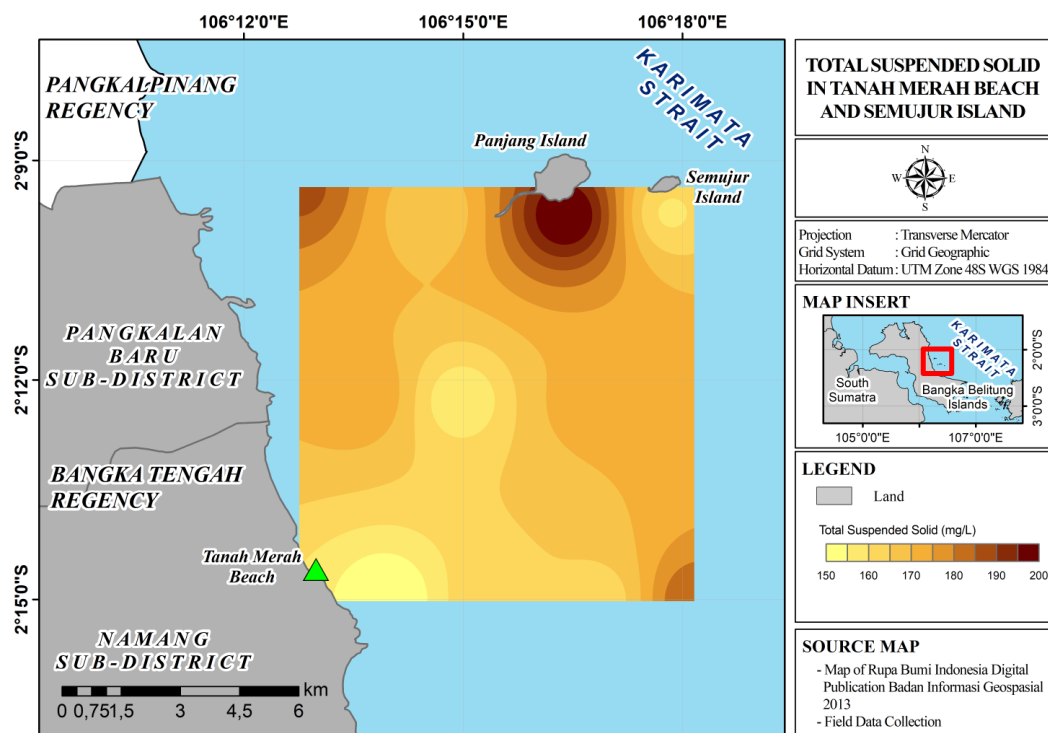 106°12'0"E
106°15'0"E
106°18'0"E
2°9'0"S
2°12'0"S
2°15'0"S
PANGKALPINANG
REGENCY
KARIMATA
STRAIT
Panjang Island
Semujur
Island
PANGKALAN
BARU
SUB-DISTRICT
BANGKA TENGAH
REGENCY
Tanah Merah
Beach
NAMANG
SUB-DISTRICT
km
0 0,75 1,5 3 4,5 6
TOTAL SUSPENDED SOLID
IN TANAH MERAH BEACH
AND SEMUJUR ISLAND
N
W E
S
Projection : Transverse Mercator
Grid System : Grid Geographic
Horizontal Datum : UTM Zone 48S WGS 1984
MAP INSERT
KARIMATA
STRAIT
South
Sumatra
Bangka Belitung
Islands
2°0'0"S
3°0'0"S
105°0'0"E
107°0'0"E
LEGEND
Land
Total Suspended Solid (mg/L)
150 160 170 180 190 200
SOURCE MAP
- Map of Rupa Bumi Indonesia Digital
Publication Badan Informasi Geospasial
2013
- Field Data Collection